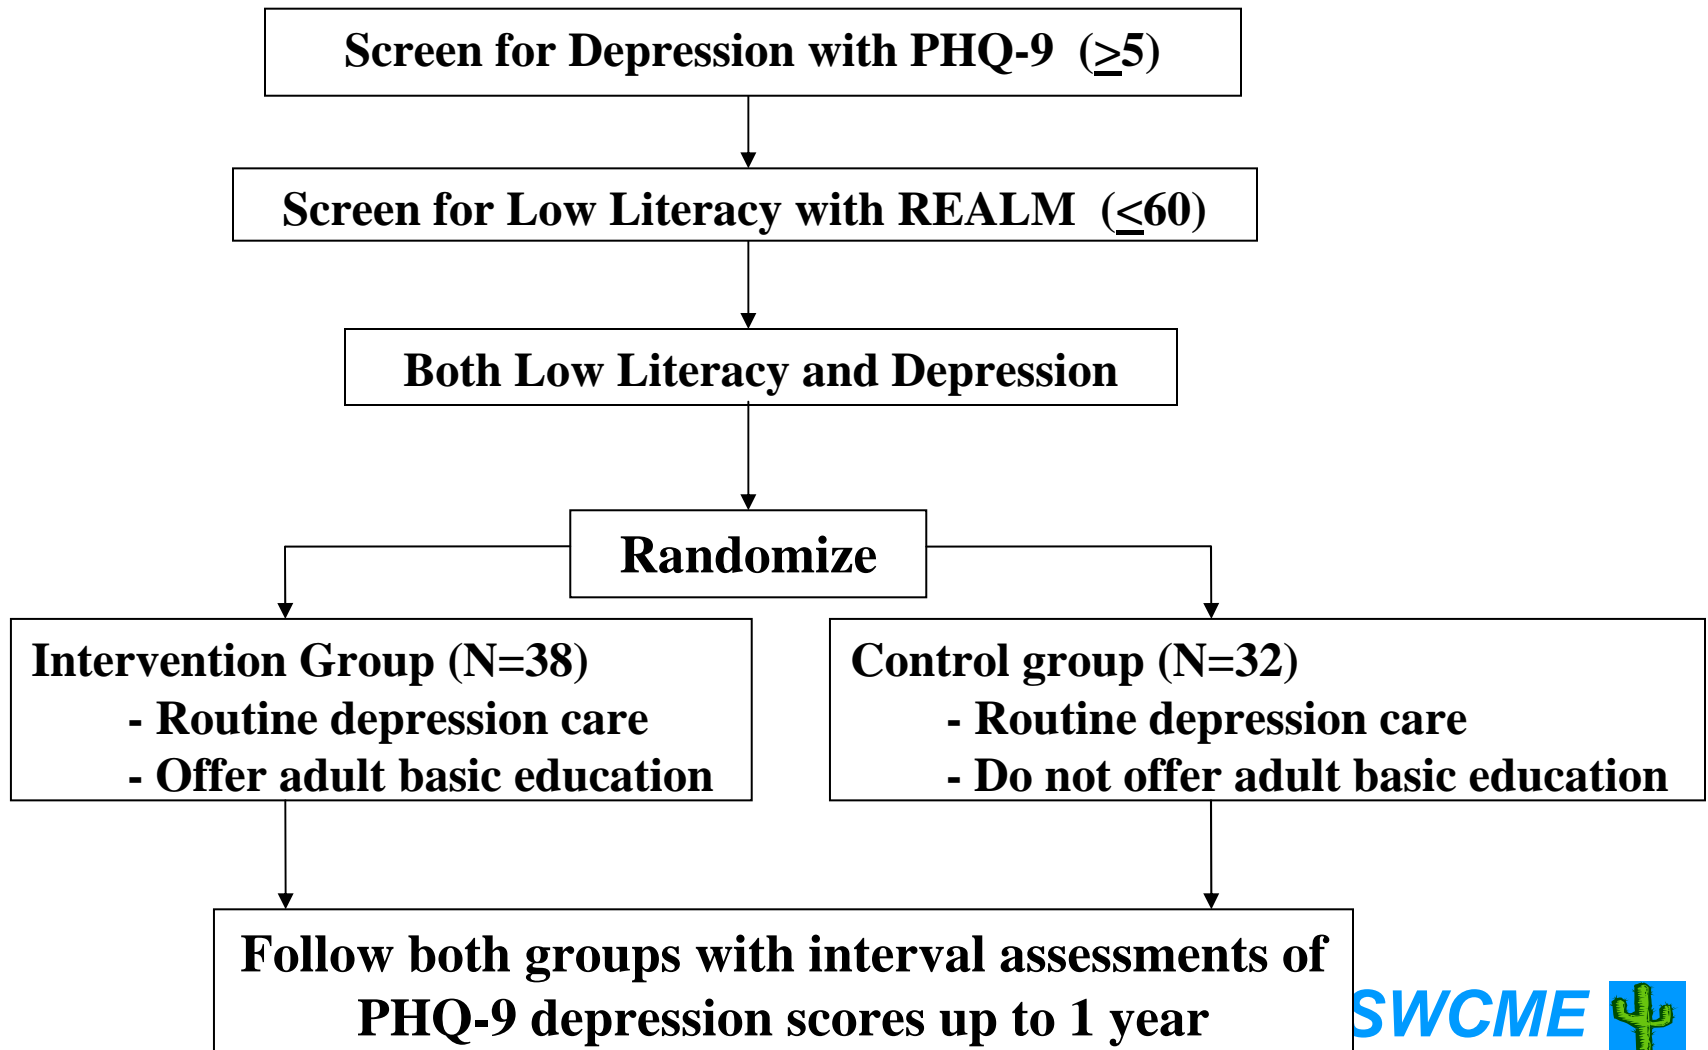 Screen for Depression with PHQ-9 (≥5)
Screen for Low Literacy with REALM (≤60)
Both Low Literacy and Depression
Randomize
Intervention Group (N=38)
- Routine depression care
- Offer adult basic education
Control group (N=32)
- Routine depression care
- Do not offer adult basic education
Follow both groups with interval assessments of
PHQ-9 depression scores up to 1 year
SWCME